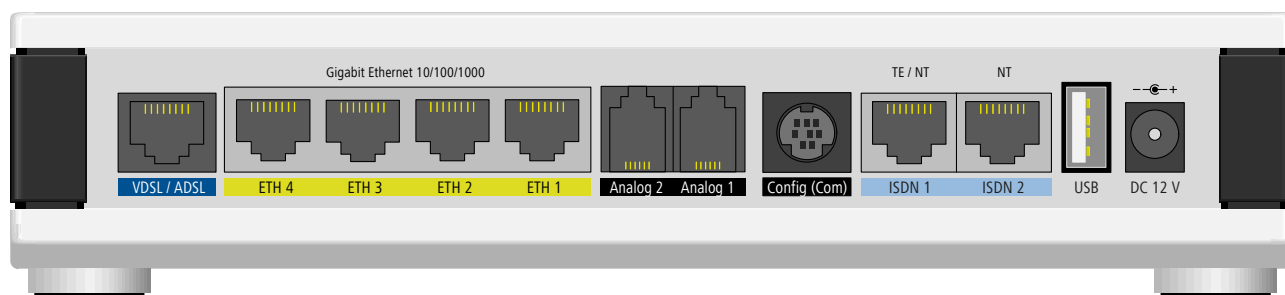 Gigabit Ethernet 10/100/1000 TE / NT NT
VDSL / ADSL ETH 4 ETH 3 ETH 2 ETH 1 Analog 2 Analog 1 Config (Com) ISDN 1 ISDN 2 USB DC 12 V